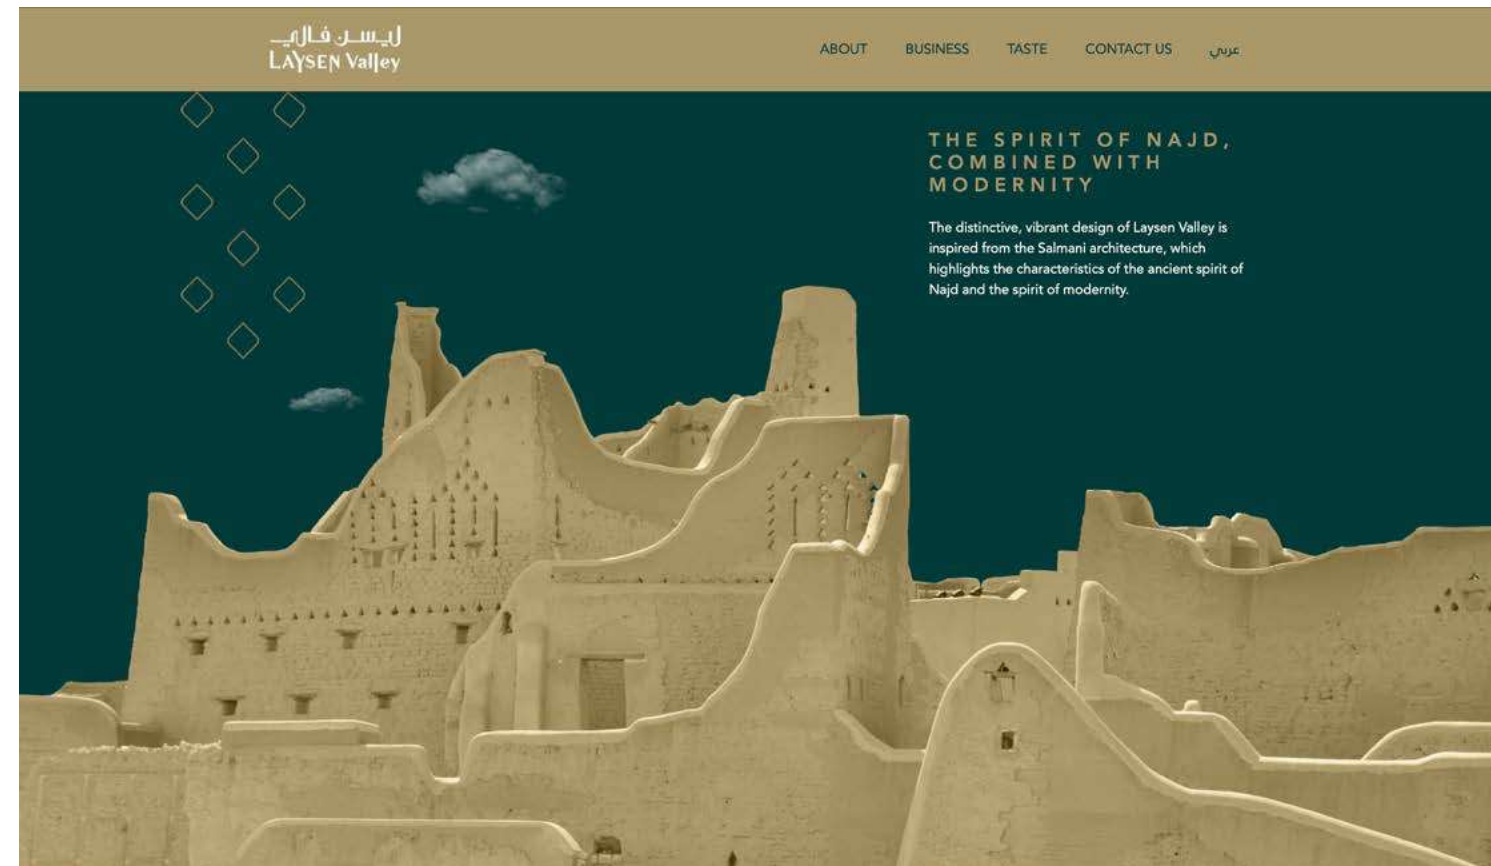 ليسن فالي
LAYSEN Valley
ABOUT BUSINESS TASTE CONTACT US عربي
THE SPIRIT OF NAJD,
COMBINED WITH
MODERNITY
The distinctive, vibrant design of Laysen Valley is
inspired from the Salmani architecture, which
highlights the characteristics of the ancient spirit of
Najd and the spirit of modernity.